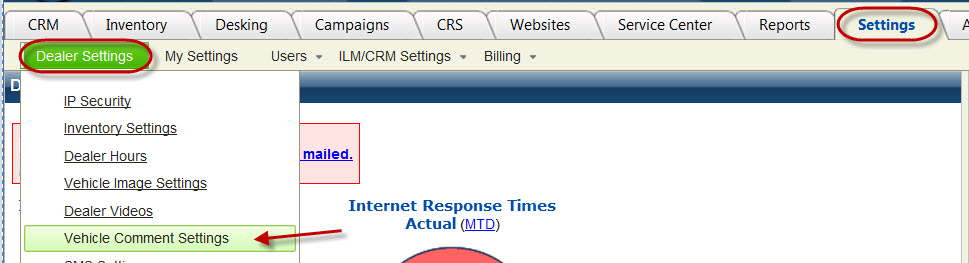 CRM Inventory Desking Campaigns CRS Websites Service Center Reports Settings A
Dealer Settings My Settings Users ILM/CRM Settings Billing
D
IP Security
Inventory Settings
mailed.
Dealer Hours
Vehicle Image Settings
Dealer Videos
Internet Response Times
Actual (MTD)
Vehicle Comment Settings